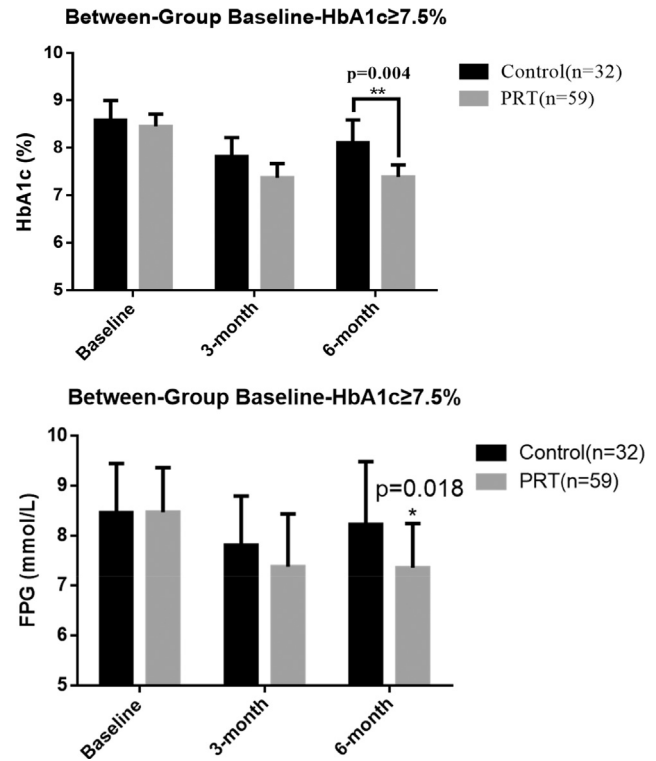 Between-Group Baseline-HbA1c≥7.5%
HbA1c (%)
10
9
8
7
6
5
p=0.004
**
Control(n=32)
PRT(n=59)
Baseline
3-month
6-month
Between-Group Baseline-HbA1c≥7.5%
FPG (mmol/L)
10
9
8
7
6
5
p=0.018
*
Control(n=32)
PRT(n=59)
Baseline
3-month
6-month